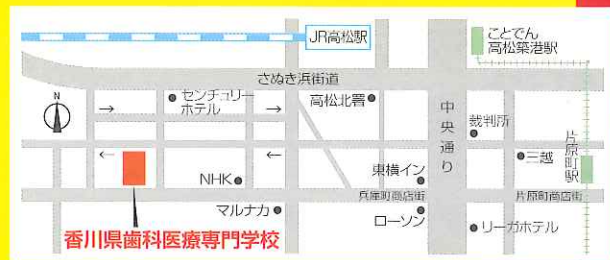 JR高松駅
ことでん
高松築港駅
さぬき浜街道
N
センチュリー
ホテル
高松北署
中央通り
裁判所
片原町駅
三越
NHK
東横イン
兵庫町商店街
片原町商店街
マルナカ
ローソン
リーガホテル
香川県歯科医療専門学校